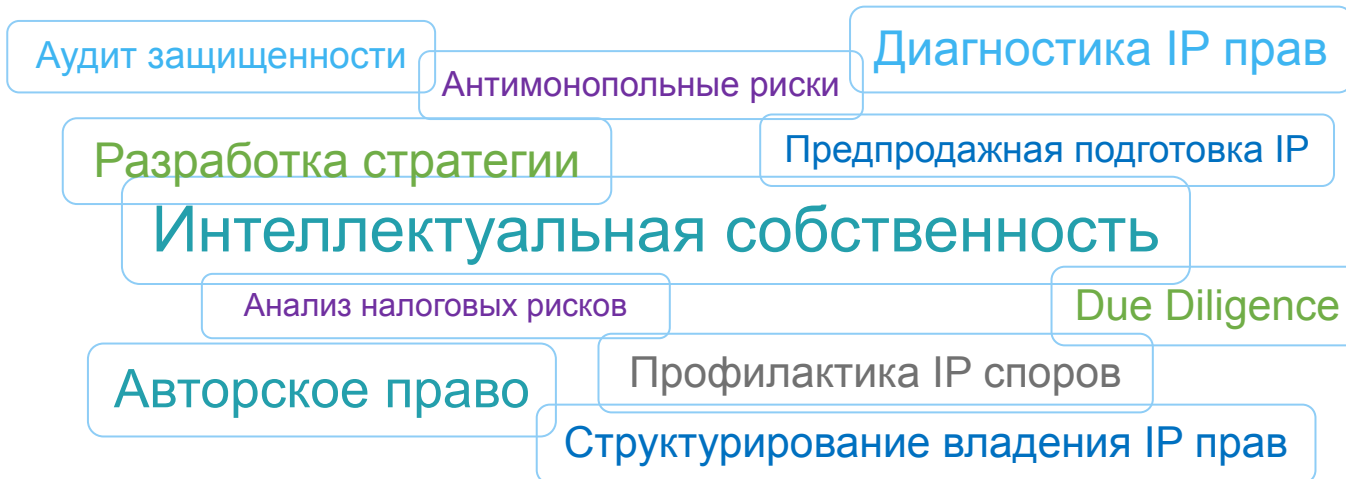 Аудит защищенности
Диагностика IP прав
Антимонопольные риски
Разработка стратегии
Предпродажная подготовка IP
Интеллектуальная собственность
Анализ налоговых рисков
Due Diligence
Авторское право
Профилактика IP споров
Структурирование владения IP прав